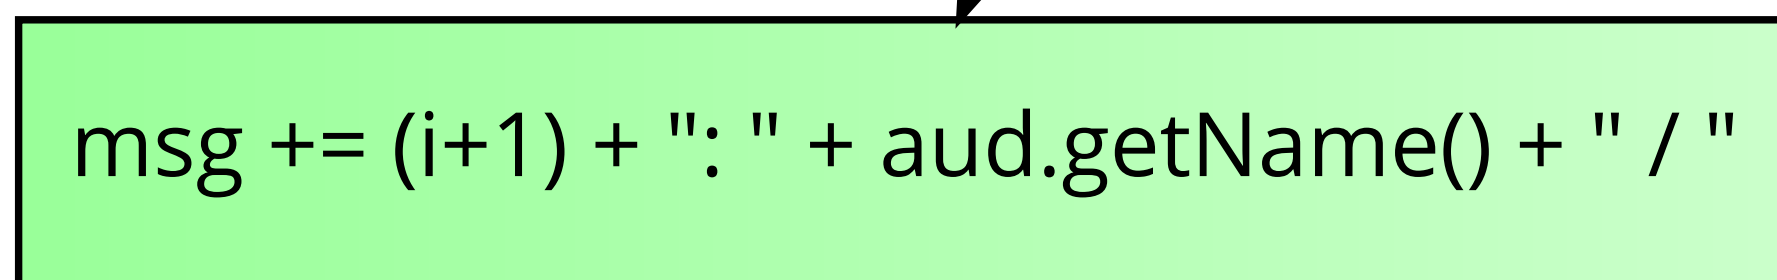 msg += (i+1) + ": " + aud.getName() + " / "